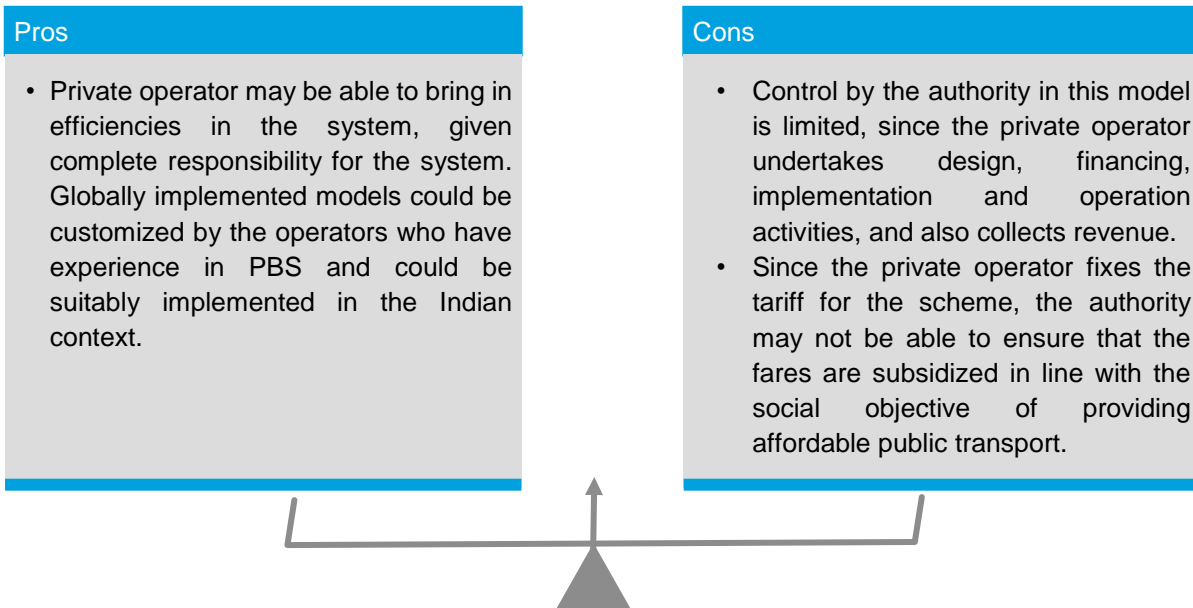 Pros
• Private operator may be able to bring in
efficiencies in the system, given
complete responsibility for the system.
Globally implemented models could be
customized by the operators who have
experience in PBS and could be
suitably implemented in the Indian
context.
Cons
• Control by the authority in this model
is limited, since the private operator
undertakes design, financing,
implementation and operation
activities, and also collects revenue.
• Since the private operator fixes the
tariff for the scheme, the authority
may not be able to ensure that the
fares are subsidized in line with the
social objective of providing
affordable public transport.